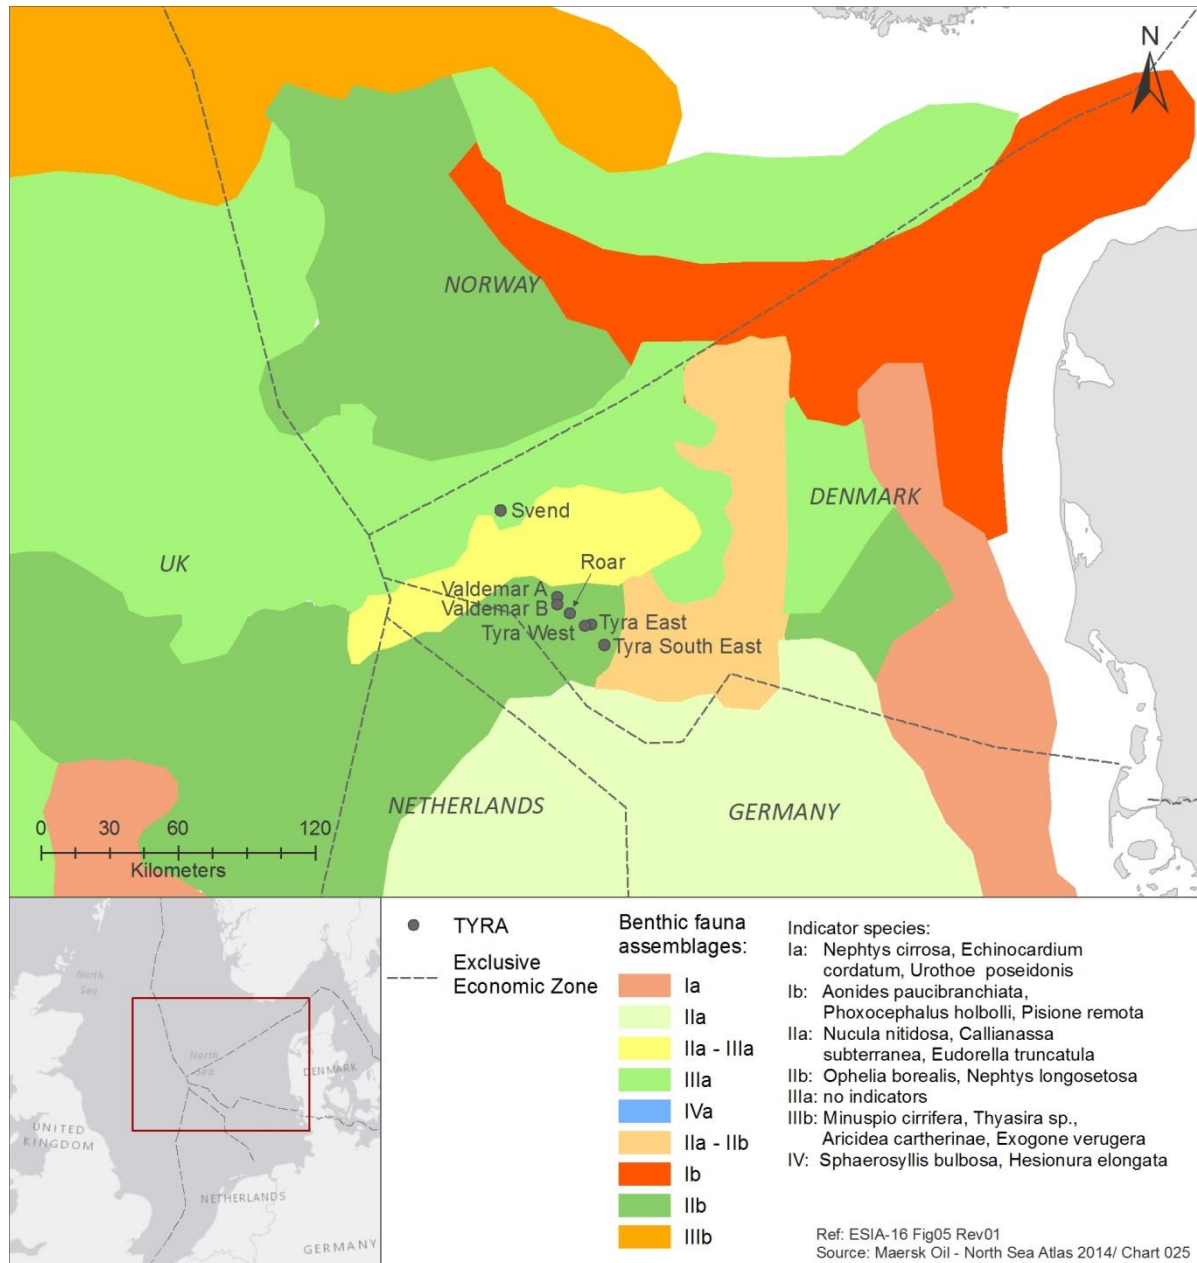 N
NORWAY
DENMARK
Svend
UK
Roar
Valdemar A
Valdemar B
Tyra East
Tyra West
Tyra South East
NETHERLANDS
GERMANY
0 30 60 120
Kilometers
North
Sea
North
Sea
DENMARK
UNITED
KINGDOM
NETHERLANDS
GERMANY
TYRA
Exclusive
Economic Zone
Benthic fauna
assemblages:
Ia
IIa
IIa - IIIa
IIIa
IVa
IIa - IIb
Ib
IIb
IIIb
Indicator species:
Ia: Nephtys cirrosa, Echinocardium
cordatum, Urothoe poseidonis
Ib: Aonides paucibranchiata,
Phoxocephalus holbolli, Pisione remota
IIa: Nucula nitidosa, Callianassa
subterranea, Eudorella truncatula
IIb: Ophelia borealis, Nephtys longosetosa
IIIa: no indicators
IIIb: Minuspio cirrifera, Thyasira sp.,
Aricidea cartherinae, Exogone verugera
IV: Sphaerosyllis bulbosa, Hesionura elongata
Ref: ESIA-16 Fig05 Rev01
Source: Maersk Oil - North Sea Atlas 2014/ Chart 025